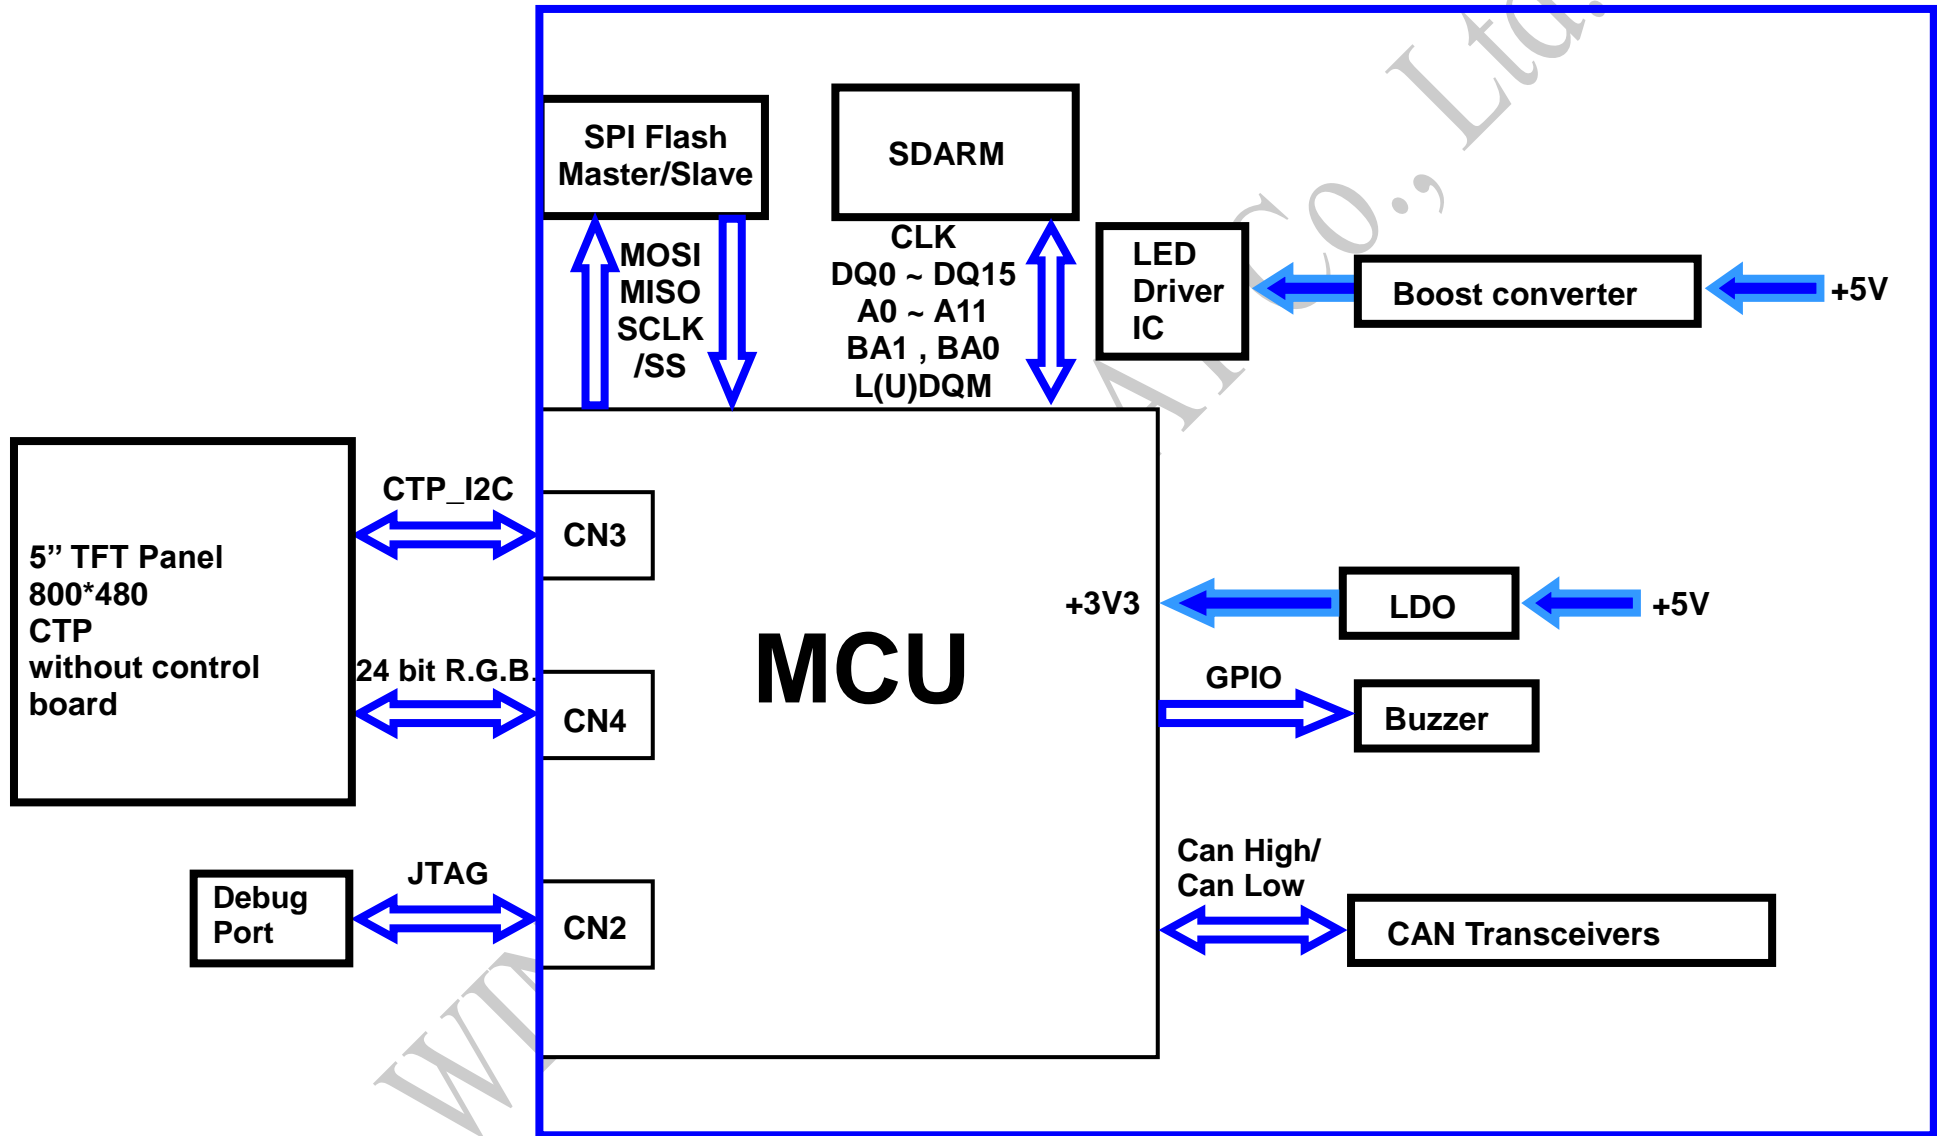 SPI Flash
Master/Slave
SDARM
MOSI
MISO
SCLK
/SS
CLK
DQ0 ~ DQ15
A0 ~ A11
BA1 , BA0
L(U)DQM
LED
Driver
IC
Boost converter
+5V
5’’ TFT Panel
800*480
CTP
without control
board
CTP_I2C
CN3
24 bit R.G.B.
CN4
MCU
+3V3
LDO
+5V
GPIO
Buzzer
Debug
Port
JTAG
CN2
Can High/
Can Low
CAN Transceivers
Co., Ltd.